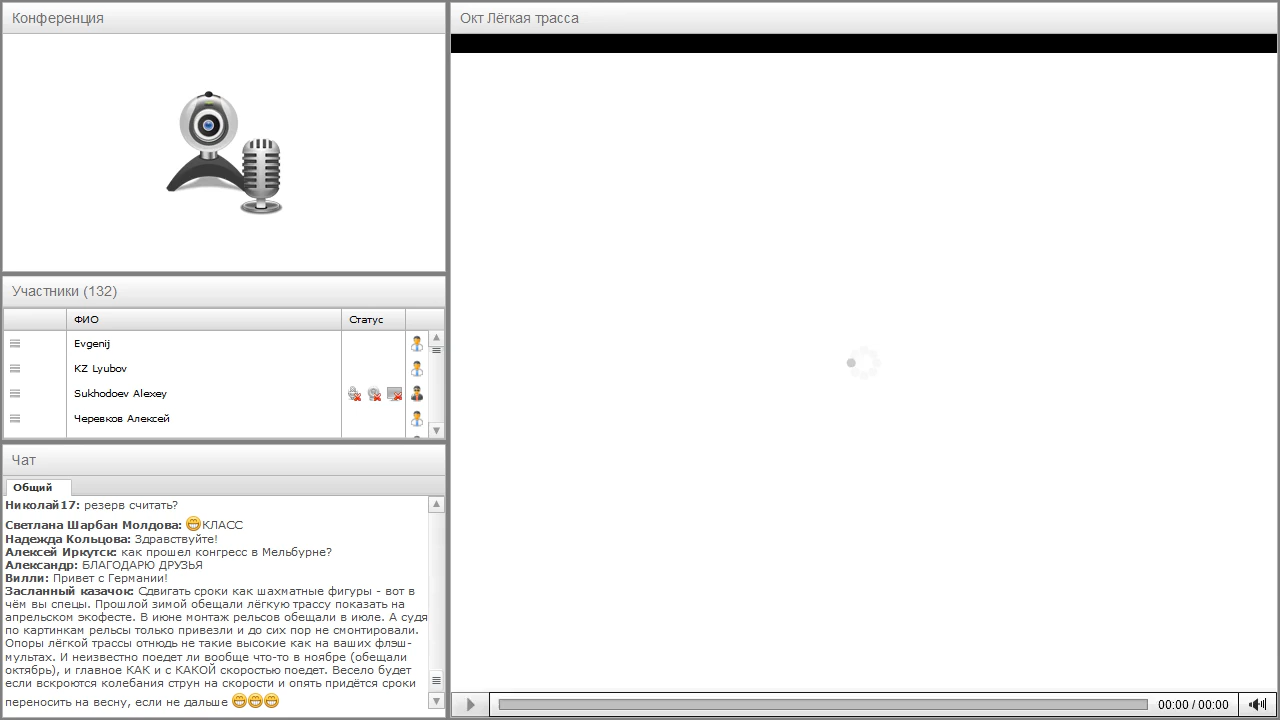 Конференция
Окт Лёгкая трасса
Участники (132)
ФИО
Статус
Evgenij
KZ Lyubov
Sukhodoev Alexey
Черевков Алексей
Чат
Общий
Николай17: резерв считать?
Светлана Шарбан Молдова: КЛАСС
Надежда Кольцова: Здравствуйте!
Алексей Иркутск: как прошел конгресс в Мельбурне?
Александр: БЛАГОДАРЮ ДРУЗЬЯ
Вилли: Привет с Германии!
Засланный казачок: Сдвигать сроки как шахматные фигуры - вот в
чём вы спецы. Прошлой зимой обещали лёгкую трассу показать на
апрельском экофесте. В июне монтаж рельсов обещали в июле. А судя
по картинкам рельсы только привезли и до сих пор не смонтировали.
Опоры лёгкой трассы отнюдь не такие высокие как на ваших флэш-
мультах. И неизвестно поедет ли вообще что-то в ноябре (обещали
октябрь), и главное КАК и с КАКОЙ скоростью поедет. Весело будет
если вскроются колебания струн на скорости и опять придётся сроки
переносить на весну, если не дальше
00:00 / 00:00